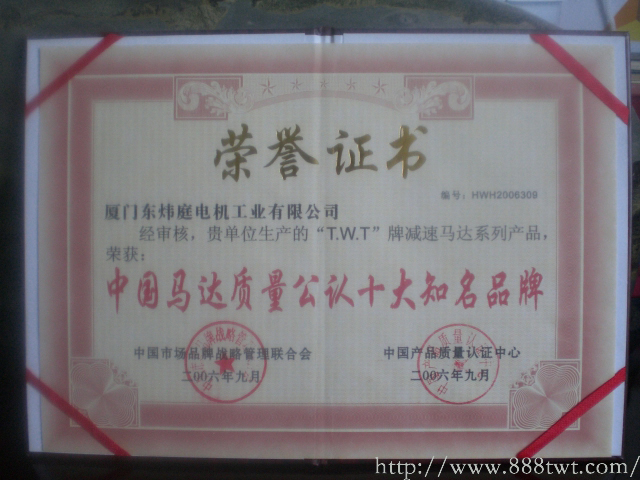 荣誉证书
编号：HWH2006309
厦门东炜庭电机工业有限公司
经审核，贵单位生产的“T.W.T”牌减速马达系列产品，
荣获：
中国马达质量公认十大知名品牌
中国市场品牌战略管理联合会 中国产品质量认证中心
二00六年九月 二00六年九月
http://www.888twt.com/